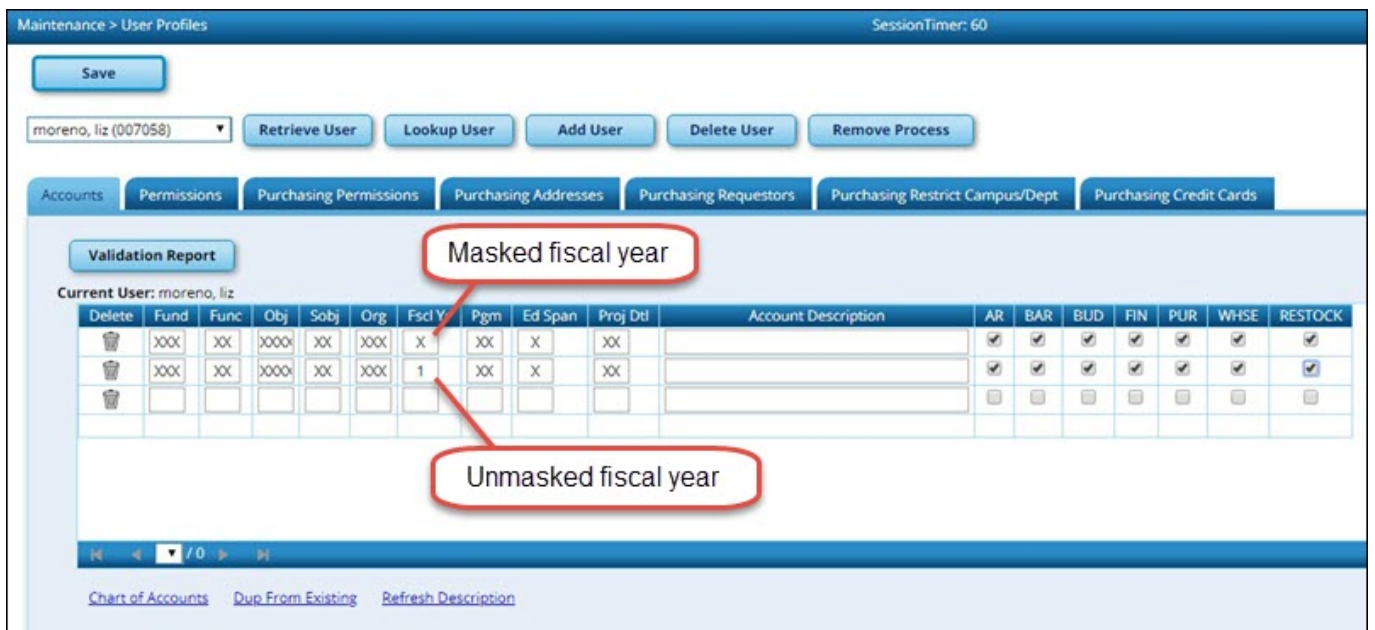 Maintenance > User Profiles SessionTimer: 60
Save
moreno, liz (007058) Retrieve User Lookup User Add User Delete User Remove Process
Accounts Permissions Purchasing Permissions Purchasing Addresses Purchasing Requestors Purchasing Restrict Campus/Dept Purchasing Credit Cards
Masked fiscal year
Validation Report
Current User: moreno, liz
Delete Fund Func Obj Sobj Org Fscl Y Pgm Ed Span Proj Dtl Account Description AR BAR BUD FIN PUR WHSE RESTOCK
XXX XX XXXX XX XXX X XX X XX
XXX XX XXXX XX XXX 1 XX X XX
Unmasked fiscal year
/ 0
Chart of Accounts Dup From Existing Refresh Description